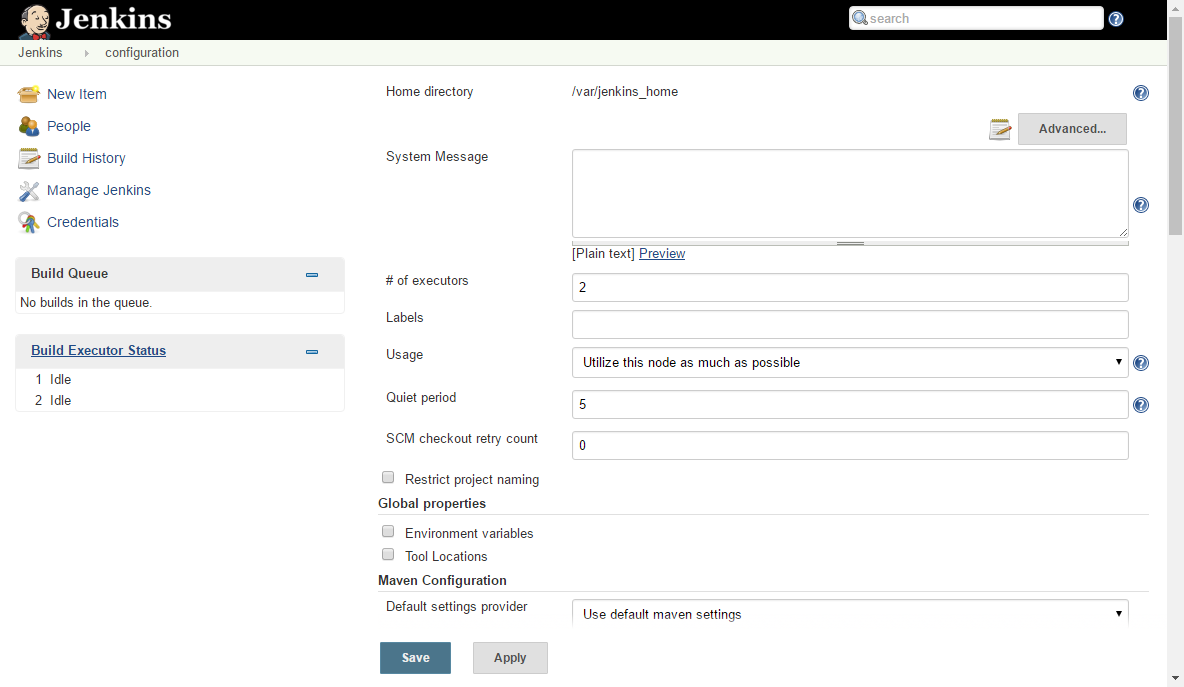 Jenkins
search
Jenkins configuration
New Item
People
Build History
Manage Jenkins
Credentials
Build Queue
No builds in the queue.
Build Executor Status
1 Idle
2 Idle
Home directory /var/jenkins_home
Advanced...
System Message
[Plain text] Preview
# of executors 2
Labels
Usage Utilize this node as much as possible
Quiet period 5
SCM checkout retry count 0
Restrict project naming
Global properties
Environment variables
Tool Locations
Maven Configuration
Default settings provider Use default maven settings
Save Apply